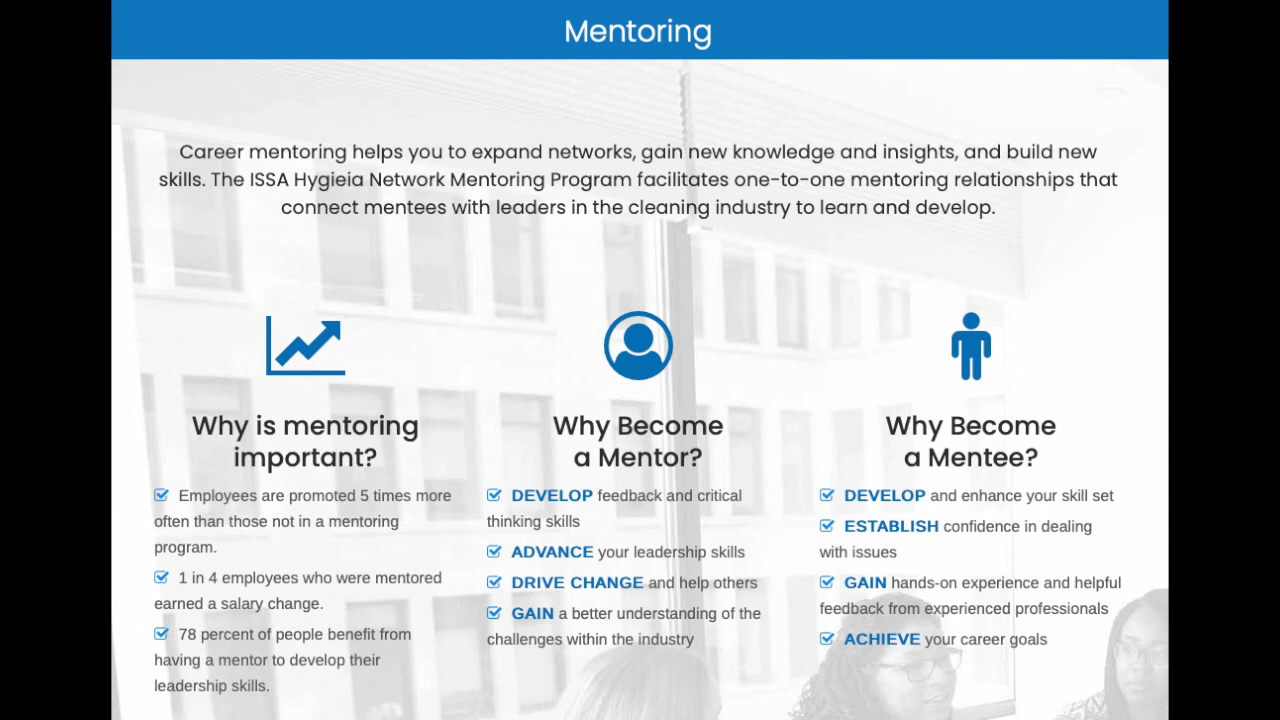 Mentoring
Career mentoring helps you to expand networks, gain new knowledge and insights, and build new
skills. The ISSA Hygieia Network Mentoring Program facilitates one-to-one mentoring relationships that
connect mentees with leaders in the cleaning industry to learn and develop.
Why is mentoring
important?
Employees are promoted 5 times more
often than those not in a mentoring
program.
1 in 4 employees who were mentored
earned a salary change.
78 percent of people benefit from
having a mentor to develop their
leadership skills.
Why Become
a Mentor?
DEVELOP feedback and critical
thinking skills
ADVANCE your leadership skills
DRIVE CHANGE and help others
GAIN a better understanding of the
challenges within the industry
Why Become
a Mentee?
DEVELOP and enhance your skill set
ESTABLISH confidence in dealing
with issues
GAIN hands-on experience and helpful
feedback from experienced professionals
ACHIEVE your career goals